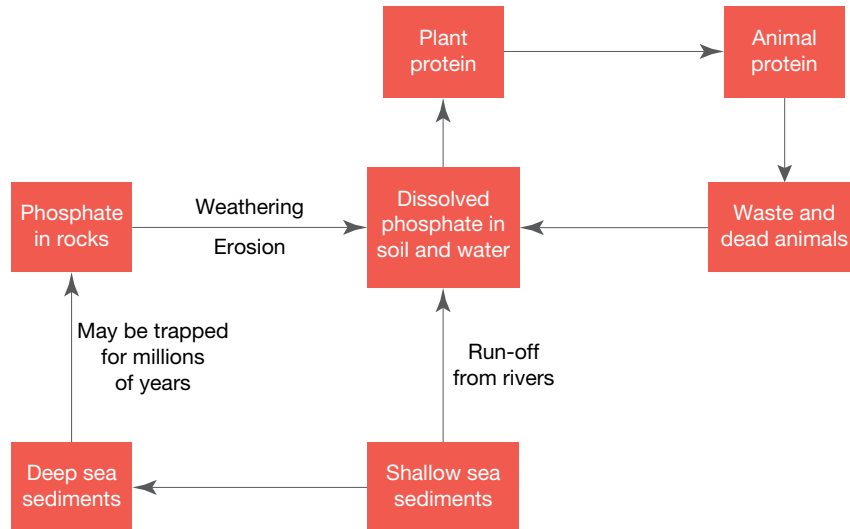 Plant
protein
Animal
protein
Phosphate
in rocks
Weathering
Erosion
Dissolved
phosphate in
soil and water
Waste and
dead animals
May be trapped
for millions
of years
Run-off
from rivers
Deep sea
sediments
Shallow sea
sediments